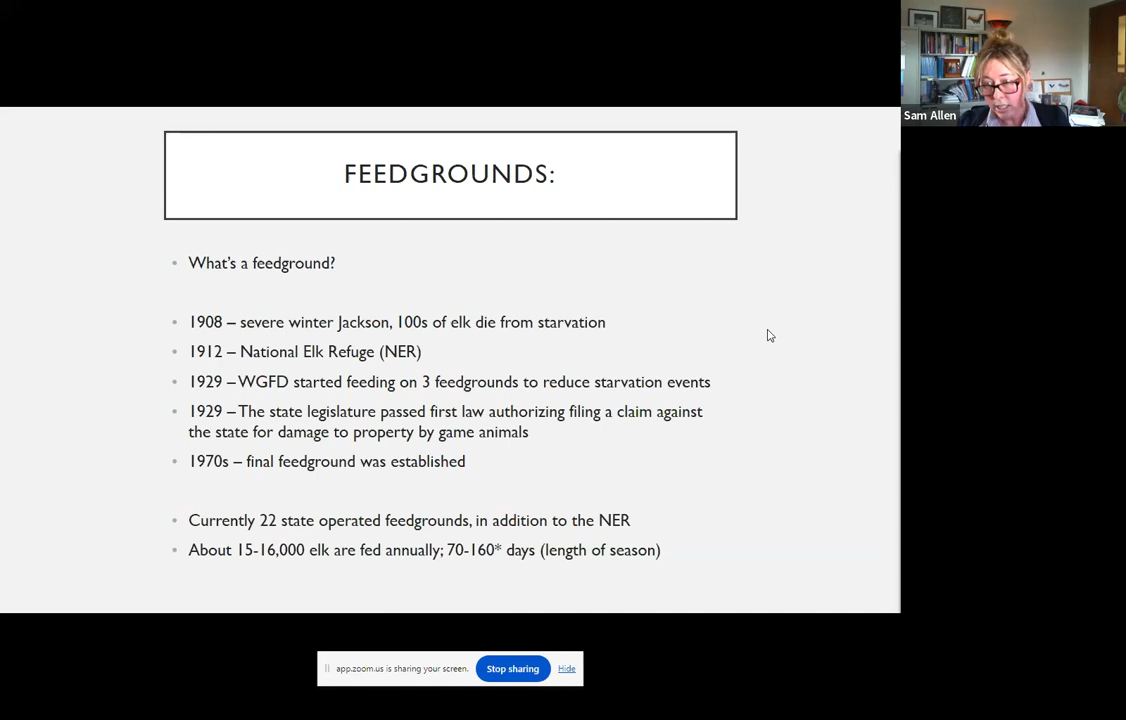 Sam Allen
FEEDGROUNDS:
• What's a feedground?
• 1908 – severe winter Jackson, 100s of elk die from starvation
• 1912 – National Elk Refuge (NER)
• 1929 – WGFD started feeding on 3 feedgrounds to reduce starvation events
• 1929 – The state legislature passed first law authorizing filing a claim against
the state for damage to property by game animals
• 1970s – final feedground was established
• Currently 22 state operated feedgrounds, in addition to the NER
• About 15-16,000 elk are fed annually; 70-160* days (length of season)
app.zoom.us is sharing your screen.
Stop sharing
Hide